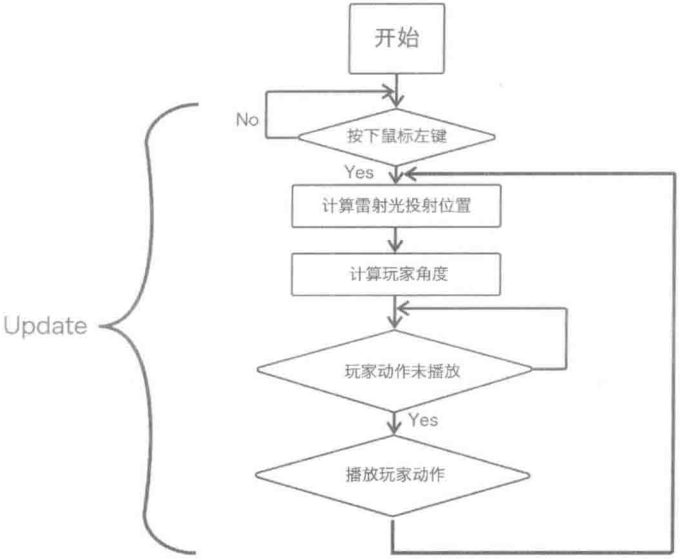 开始
No
按下鼠标左键
Yes
计算雷射光投射位置
计算玩家角度
Update
玩家动作未播放
Yes
播放玩家动作